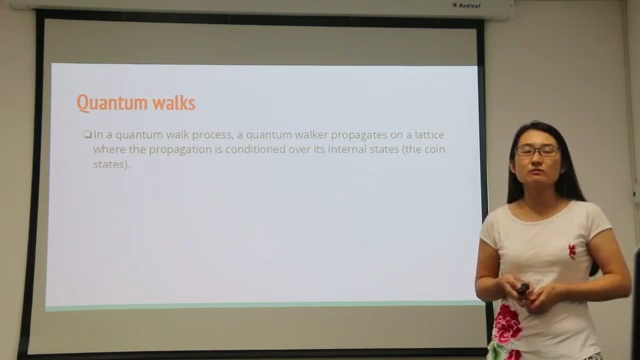 Redleaf
Quantum walks
❑In a quantum walk process, a quantum walker propagates on a lattice
where the propagation is conditioned over its internal states (the coin
states).